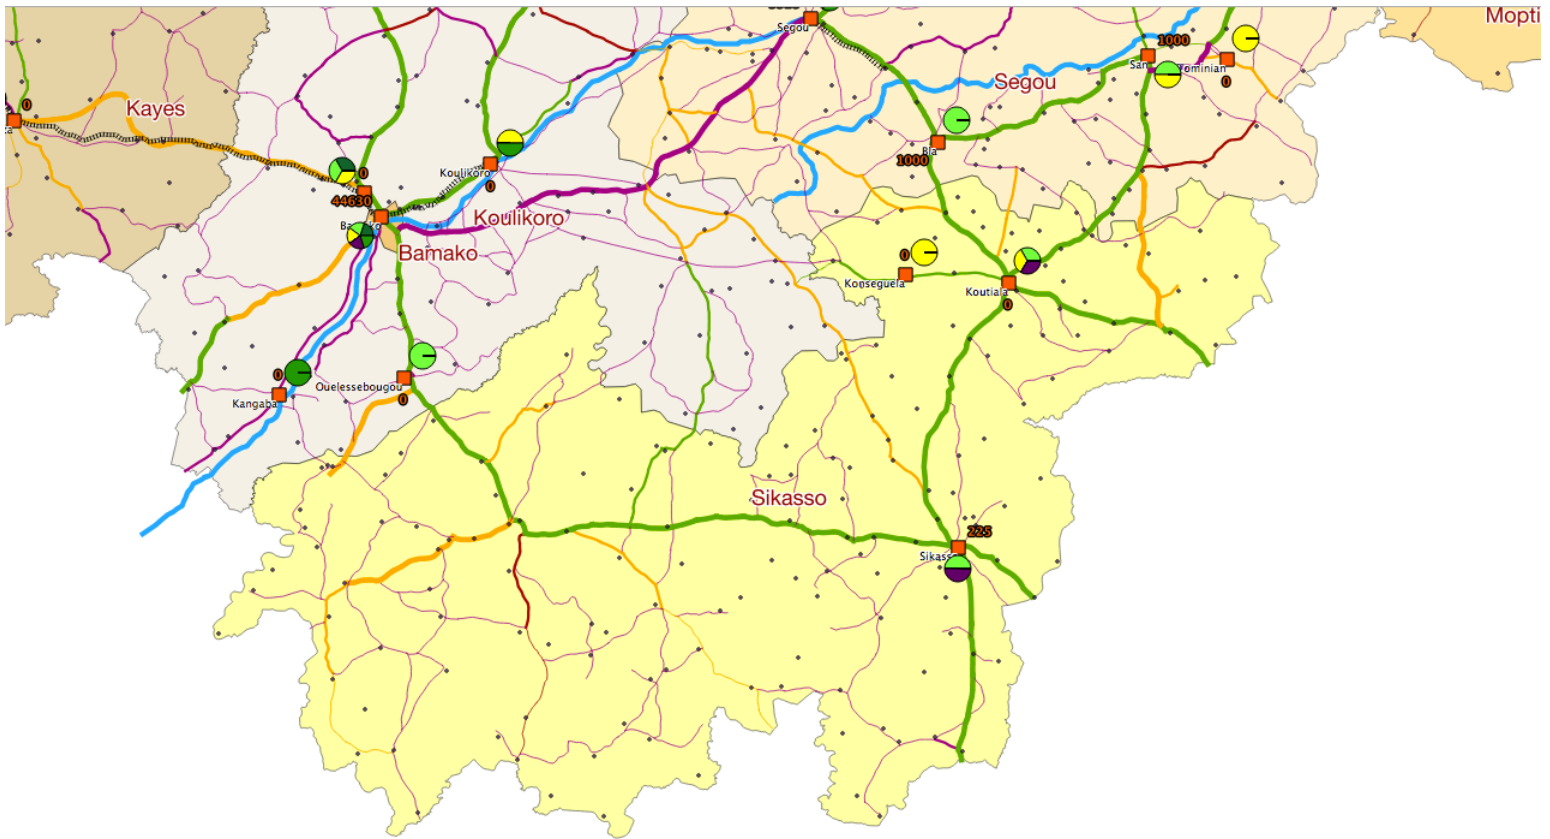 Mopti
Segou
1000
San
Tominian
0
Segou
0
Kayes
Bla
1000
Koulikoro
0
0
44630
Koulikoro
Bamako
0
Konseguela
Koutiala
0
0
Kangaba
Ouelessebougou
0
Sikasso
225
Sikasso